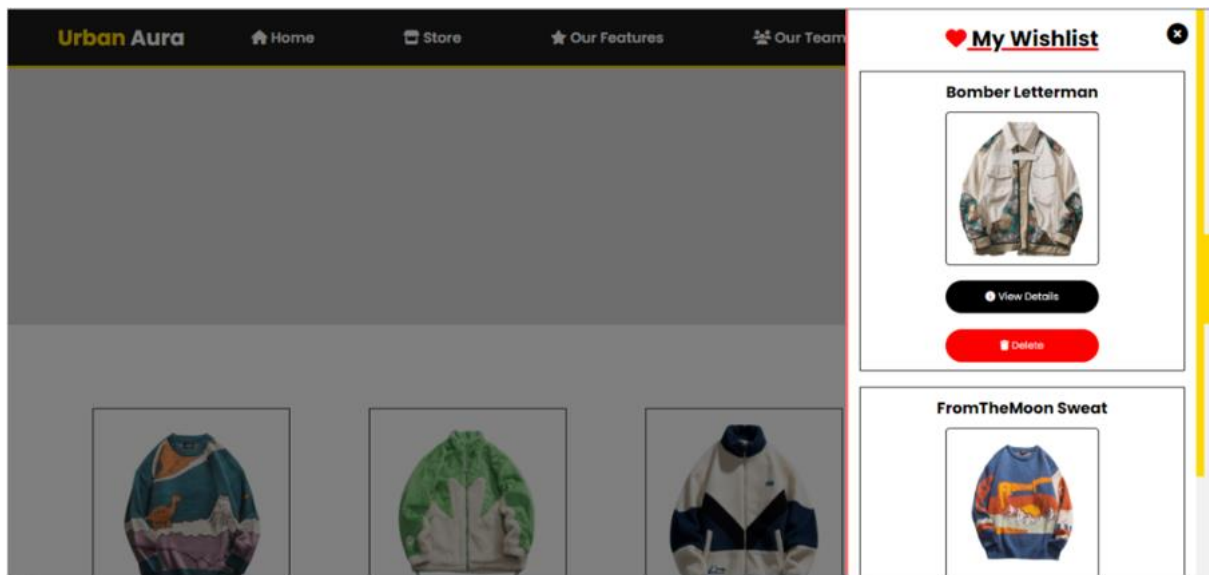 Urban Aura
Home
Store
Our Features
Our Team
My Wishlist
Bomber Letterman
View Details
Delete
FromTheMoon Sweat